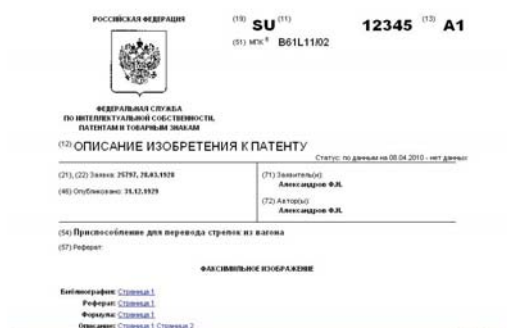 РОССИЙСКАЯ ФЕДЕРАЦИЯ
(19) SU (11) 12345 (13) A1
(51) МПК 6 B61L11/02
ФЕДЕРАЛЬНАЯ СЛУЖБА
ПО ИНТЕЛЛЕКТУАЛЬНОЙ СОБСТВЕННОСТИ,
ПАТЕНТАМ И ТОВАРНЫМ ЗНАКАМ
(12) ОПИСАНИЕ ИЗОБРЕТЕНИЯ К ПАТЕНТУ
Статус: по данным на 08.04.2010 - нет данных
(21), (22) Заявка: 25797, 28.03.1928
(46) Опубликовано: 31.12.1929
(71) Заявитель(и):
Александров Ф.И.
(72) Автор(ы):
Александров Ф.И.
(54) Приспособление для перевода стрелок из вагона
(57) Реферат:
ФАКСИМИЛЬНОЕ ИЗОБРАЖЕНИЕ
Библиография: Страница 1
Реферат: Страница 1
Формула: Страница 1
Описание: Страница 1 Страница 2